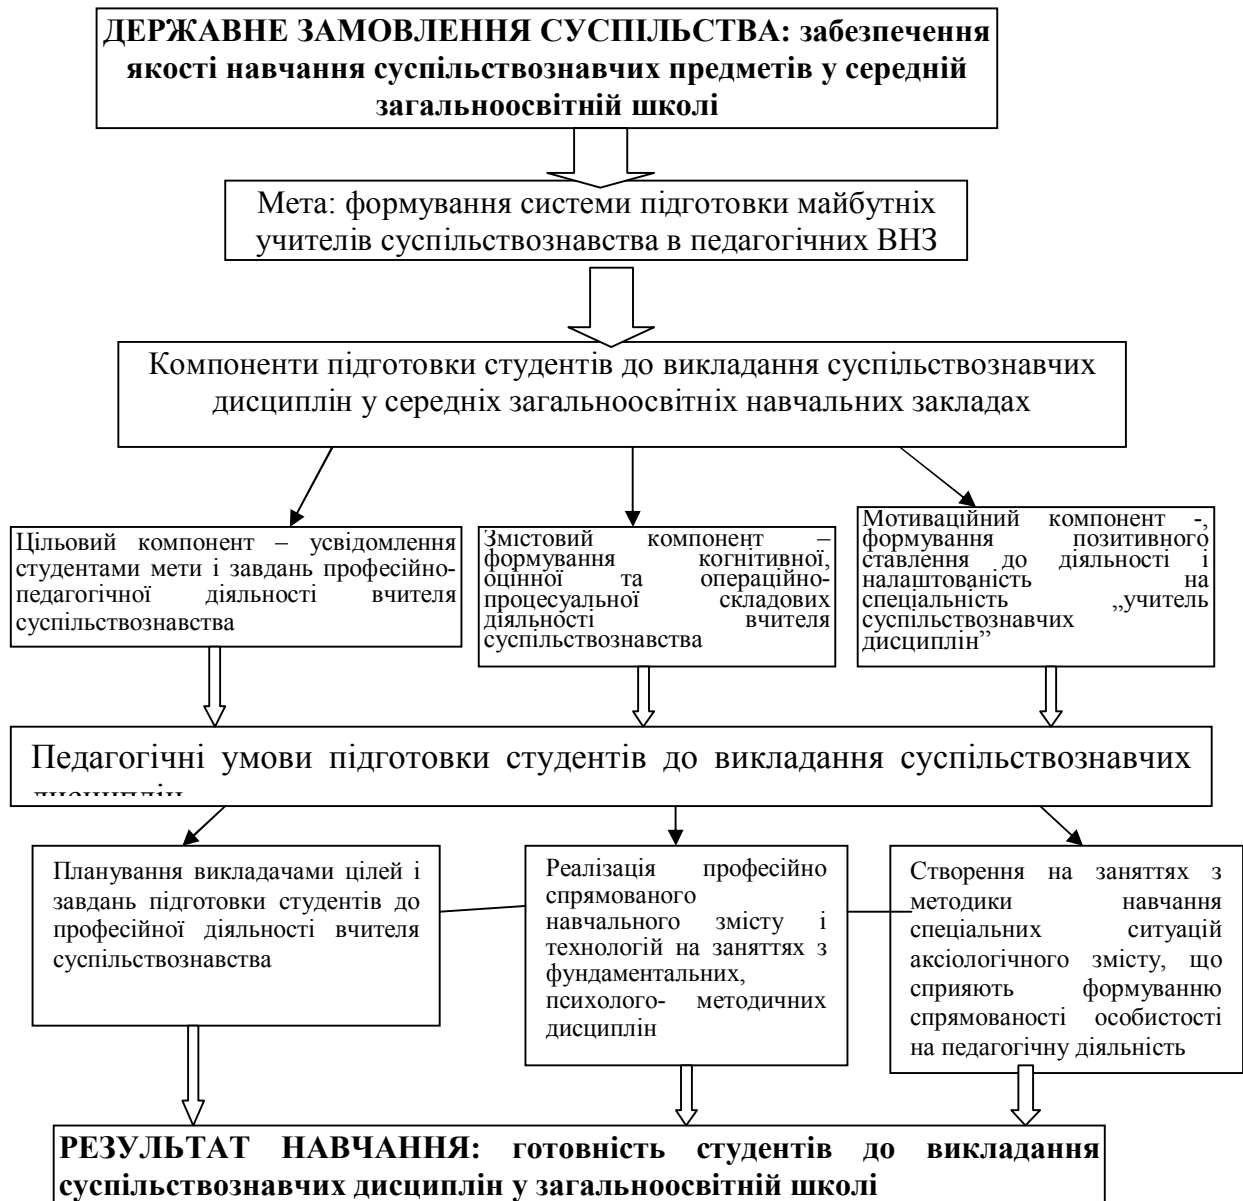 ДЕРЖАВНЕ ЗАМОВЛЕННЯ СУСПІЛЬСТВА: забезпечення
якості навчання суспільствознавчих предметів у середній
загальноосвітній школі
Мета: формування системи підготовки майбутніх
учителів суспільствознавства в педагогічних ВНЗ
Компоненти підготовки студентів до викладання суспільствознавчих
дисциплін у середніх загальноосвітніх навчальних закладах
Цільовий компонент – усвідомлення
студентами мети і завдань професійно-
педагогічної діяльності вчителя
суспільствознавства
Змістовий компонент –
формування когнітивної,
оцінної та операційно-
процесуальної складових
діяльності вчителя
суспільствознавства
Мотиваційний компонент -,
формування позитивного
ставлення до діяльності і
налаштованість на
спеціальність „учитель
суспільствознавчих
дисциплін”
Педагогічні умови підготовки студентів до викладання суспільствознавчих
дисциплін
Планування викладачами цілей і
завдань підготовки студентів до
професійної діяльності вчителя
суспільствознавства
Реалізація професійно
спрямованого
навчального змісту і
технологій на заняттях з
фундаментальних,
психолого- методичних
дисциплін
Створення на заняттях з
методики навчання
спеціальних ситуацій
аксіологічного змісту, що
сприяють формуванню
спрямованості особистості
на педагогічну діяльність
РЕЗУЛЬТАТ НАВЧАННЯ: готовність студентів до викладання
суспільствознавчих дисциплін у загальноосвітній школі